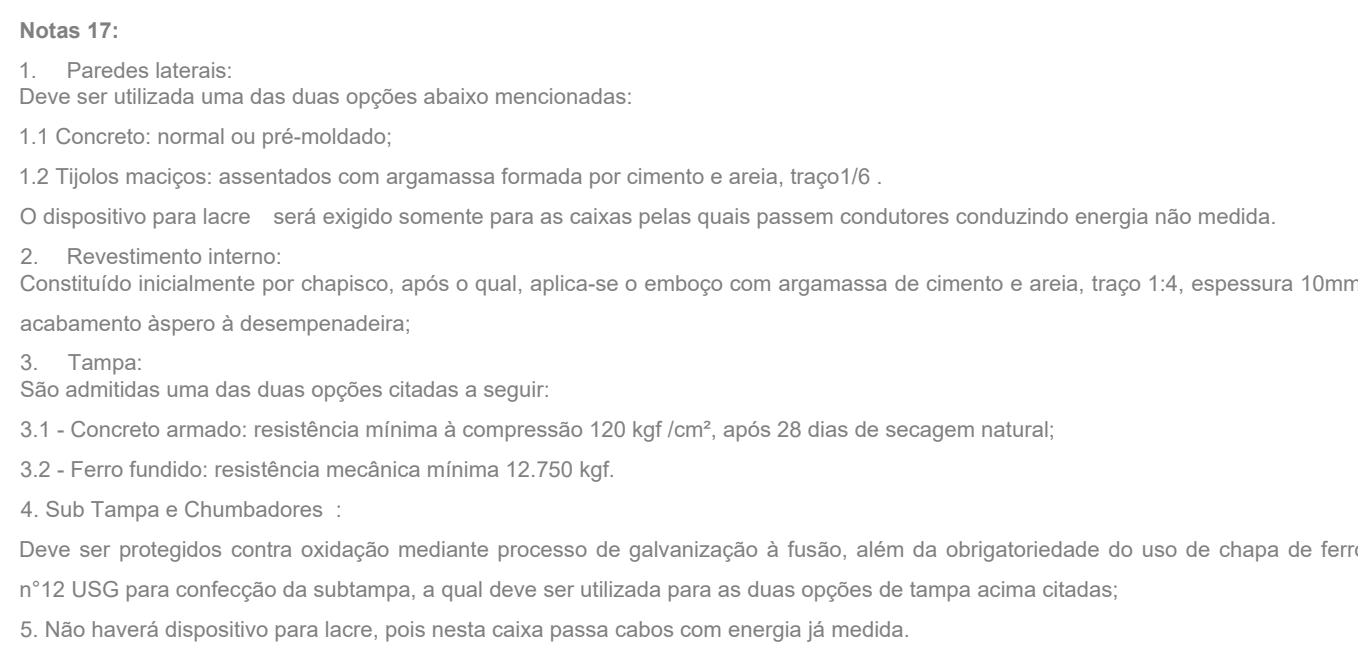 Notas 17:
1. Paredes laterais:
Deve ser utilizada uma das duas opções abaixo mencionadas:
1.1 Concreto: normal ou pré-moldado;
1.2 Tijolos maciços: assentados com argamassa formada por cimento e areia, traço1/6 .
O dispositivo para lacre será exigido somente para as caixas pelas quais passem condutores conduzindo energia não medida.
2. Revestimento interno:
Constituído inicialmente por chapisco, após o qual, aplica-se o emboço com argamassa de cimento e areia, traço 1:4, espessura 10mm
acabamento àspero à desempenadeira;
3. Tampa:
São admitidas uma das duas opções citadas a seguir:
3.1 - Concreto armado: resistência mínima à compressão 120 kgf /cm², após 28 dias de secagem natural;
3.2 - Ferro fundido: resistência mecânica mínima 12.750 kgf.
4. Sub Tampa e Chumbadores :
Deve ser protegidos contra oxidação mediante processo de galvanização à fusão, além da obrigatoriedade do uso de chapa de ferro
n°12 USG para confecção da subtampa, a qual deve ser utilizada para as duas opções de tampa acima citadas;
5. Não haverá dispositivo para lacre, pois nesta caixa passa cabos com energia já medida.